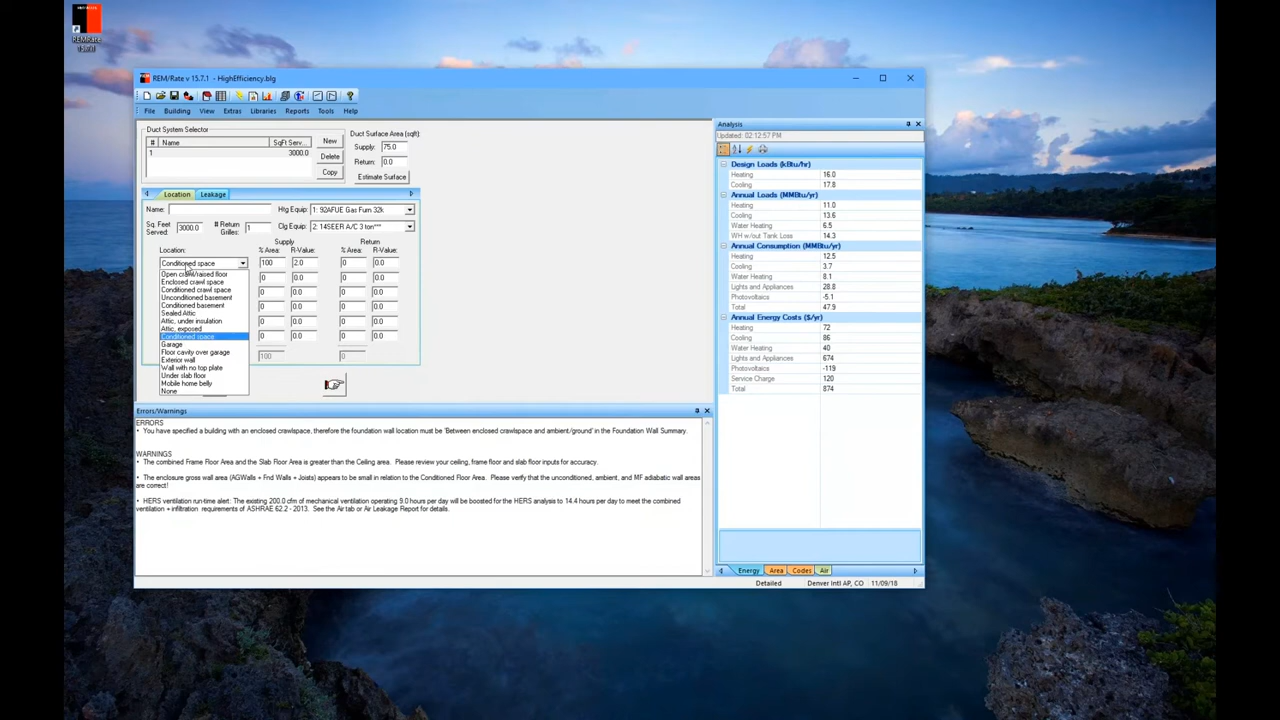 REM/Rate
15.7.1
REM/Rate v 15.7.1 - HighEfficiency.blg
File Building View Extras Libraries Reports Tools Help
Duct System Selector
# Name SqFt Serv...
1 3000.0
New
Delete
Copy
Duct Surface Area (sqft)
Supply: 75.0
Return: 0.0
Estimate Surface
Location Leakage
Name: Htg Equip: 1: 92AFUE Gas Furn 32k
Sq. Feet Served: 3000.0 # Return Grilles: 1 Clg Equip: 2: 14SEER A/C 3 ton***
Supply Return
Location: % Area: R-Value: % Area: R-Value:
Conditioned space 100 2.0 0 0.0
Open crawl/raised floor
Enclosed crawl space
Conditioned crawl space
Unconditioned basement
Conditioned basement
Sealed Attic
Attic, under insulation
Attic, exposed
Conditioned space
Garage
Floor cavity over garage
Exterior wall
Wall with no top plate
Under slab floor
Mobile home belly
None
0 0.0 0 0.0
0 0.0 0 0.0
0 0.0 0 0.0
0 0.0 0 0.0
0 0.0 0 0.0
100 0
Errors/Warnings
ERRORS
• You have specified a building with an enclosed crawlspace, therefore the foundation wall location must be 'Between enclosed crawlspace and ambient/ground' in the Foundation Wall Summary.
WARNINGS
• The combined Frame Floor Area and the Slab Floor Area is greater than the Ceiling area. Please review your ceiling, frame floor and slab floor inputs for accuracy.
• The enclosure gross wall area (AGWalls + Fnd Walls + Joists) appears to be small in relation to the Conditioned Floor Area. Please verify that the unconditioned, ambient, and MF adiabatic wall areas
are correct!
• HERS ventilation run-time alert: The existing 200.0 cfm of mechanical ventilation operating 9.0 hours per day will be boosted for the HERS analysis to 14.4 hours per day to meet the combined
ventilation + infiltration requirements of ASHRAE 62.2 - 2013. See the Air tab or Air Leakage Report for details.
Analysis
Updated: 02:12:57 PM
Design Loads (kBtu/hr)
Heating 16.0
Cooling 17.8
Annual Loads (MMBtu/yr)
Heating 11.0
Cooling 13.6
Water Heating 6.5
WH w/out Tank Loss 14.3
Annual Consumption (MMBtu/yr)
Heating 12.5
Cooling 3.7
Water Heating 8.1
Lights and Appliances 28.8
Photovoltaics -5.1
Total 47.9
Annual Energy Costs ($/yr)
Heating 72
Cooling 86
Water Heating 40
Lights and Appliances 674
Photovoltaics -119
Service Charge 120
Total 874
Energy Area Codes Air
Detailed Denver Intl AP, CO 11/09/18